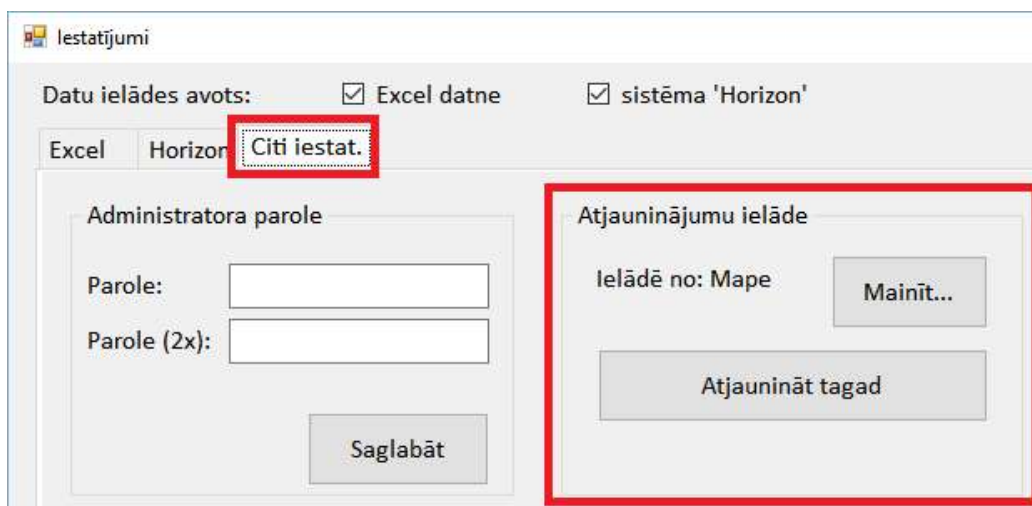 Iestatījumi
Datu ielādes avots: Excel datne sistēma 'Horizon'
Excel Horizon Citi iestat.
Administratora parole
Parole:
Parole (2x):
Saglabāt
Atjauninājumu ielāde
Ielādē no: Mape Mainīt...
Atjaunināt tagad